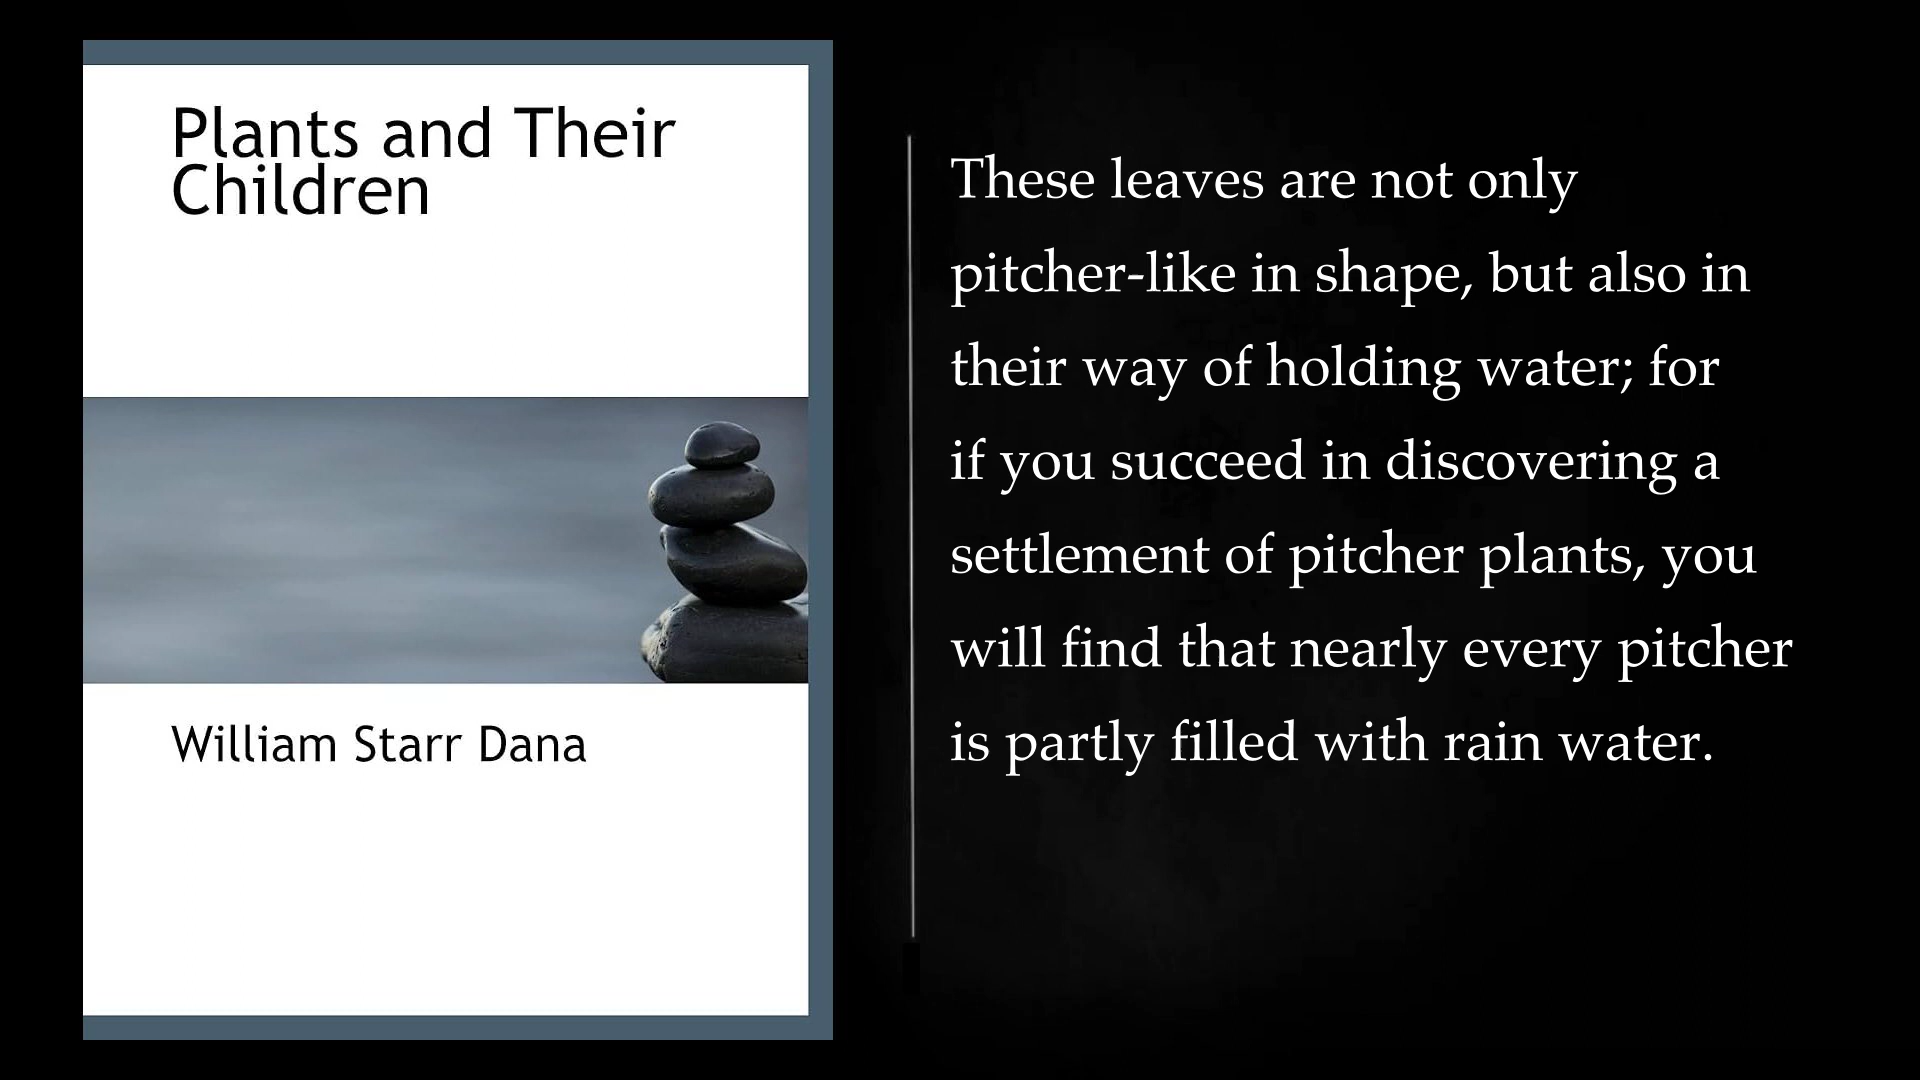 Plants and Their
Children
William Starr Dana
These leaves are not only
pitcher-like in shape, but also in
their way of holding water; for
if you succeed in discovering a
settlement of pitcher plants, you
will find that nearly every pitcher
is partly filled with rain water.